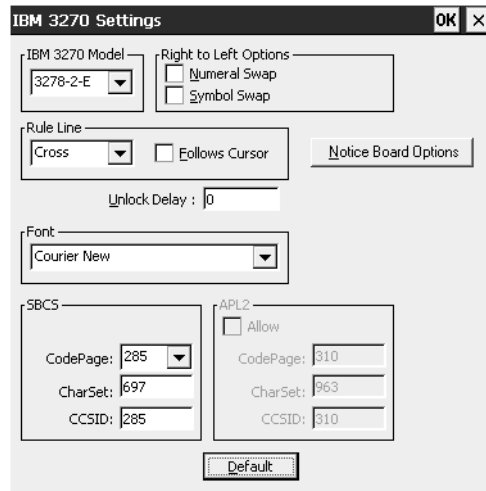 IBM 3270 Settings OK ×
IBM 3270 Model
3278-2-E
Right to Left Options
Numeral Swap
Symbol Swap
Rule Line
Cross
Follows Cursor
Notice Board Options
Unlock Delay : 0
Font
Courier New
SBCS
CodePage: 285
CharSet: 697
CCSID: 285
APL2
Allow
CodePage: 310
CharSet: 963
CCSID: 310
Default